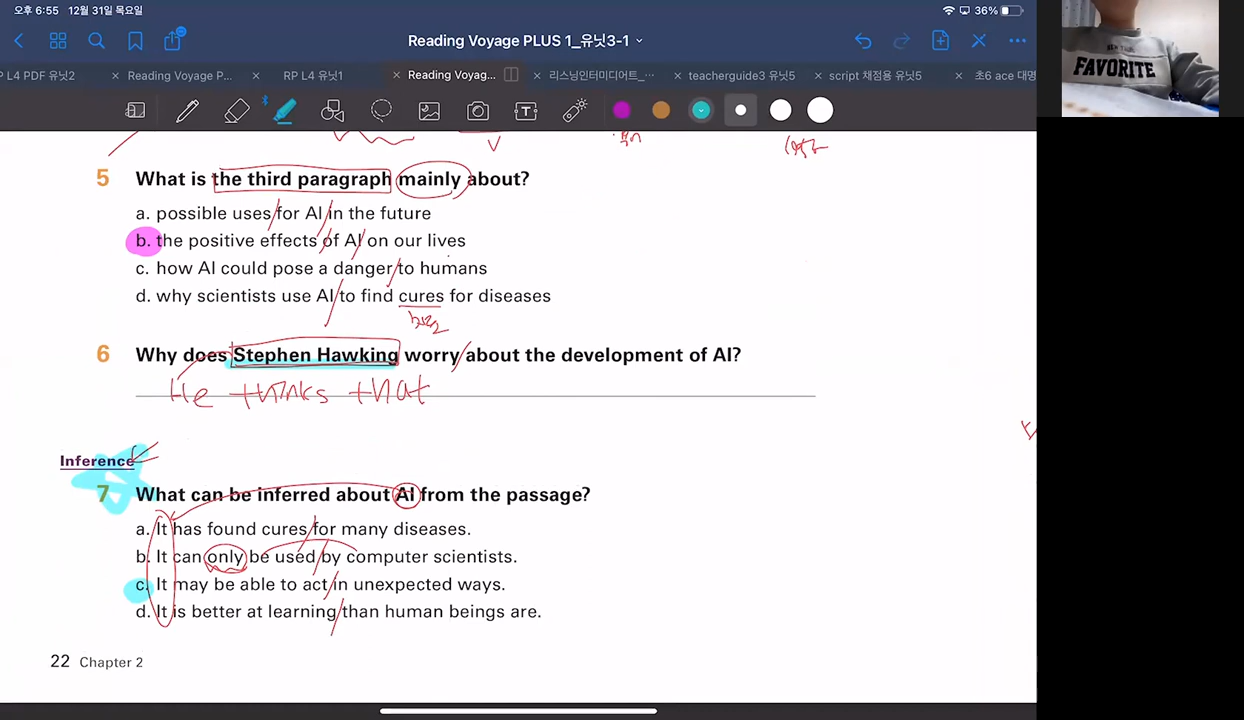 오후 6:55 12월 31일 목요일
36%
Reading Voyage PLUS 1_유닛3-1
P L4 PDF 유닛2
Reading Voyage P...
RP L4 유닛1
Reading Voyag...
리스닝인터미디어트_...
teacherguide3 유닛5
script 채점용 유닛5
초6 ace 대명
FAVORITE
V
5 What is the third paragraph mainly about?
a. possible uses for AI in the future
b. the positive effects of AI on our lives
c. how AI could pose a danger to humans
d. why scientists use AI to find cures for diseases
6 Why does Stephen Hawking worry about the development of AI?
He thinks that
Inference
7 What can be inferred about AI from the passage?
a. It has found cures for many diseases.
b. It can only be used by computer scientists.
c. It may be able to act in unexpected ways.
d. It is better at learning than human beings are.
22 Chapter 2